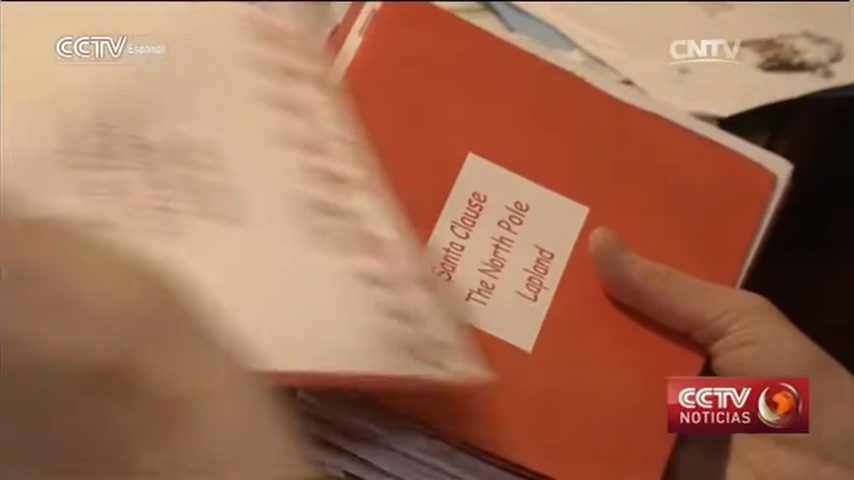 CCTV Español
CNTV
Santa Clause
The North Pole
Lapland
CCTV
NOTICIAS